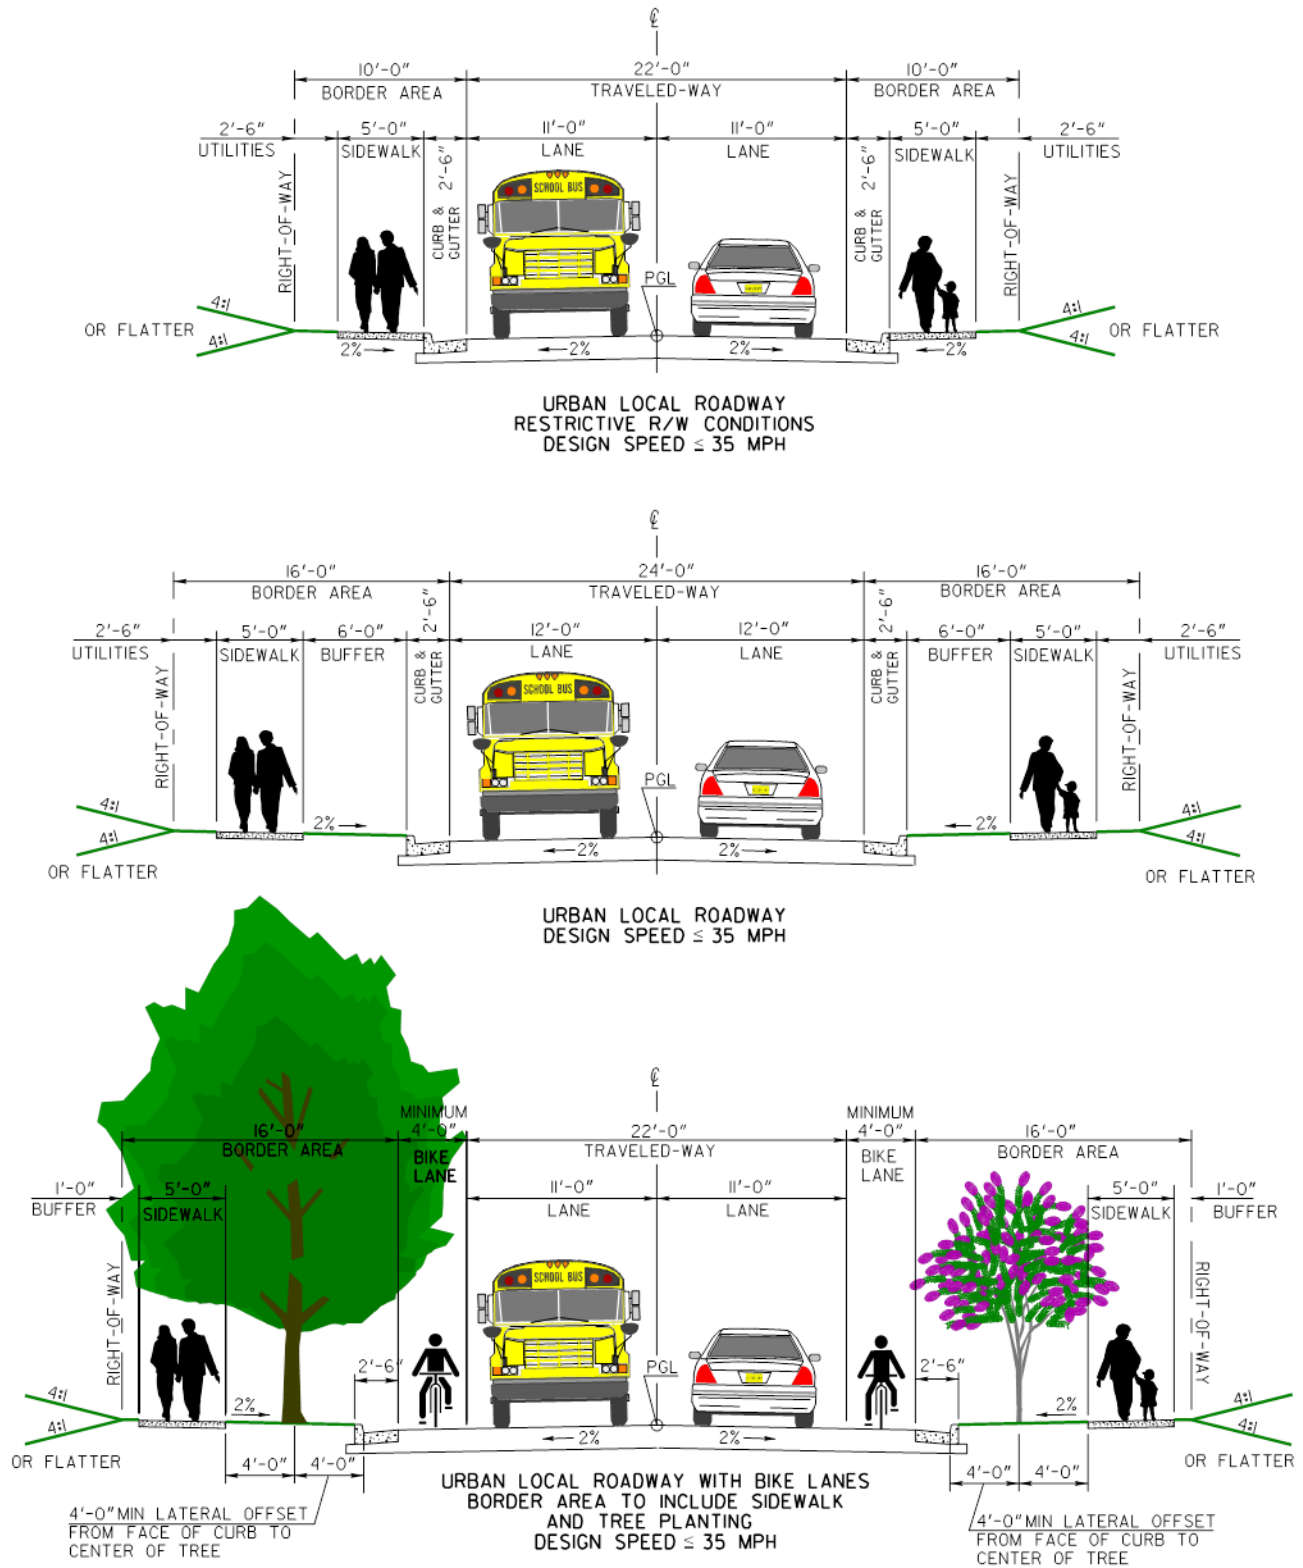 ℄
10'-0" 22'-0" 10'-0"
BORDER AREA TRAVELED-WAY BORDER AREA
2'-6" 5'-0" 11'-0" 11'-0" 5'-0" 2'-6"
UTILITIES SIDEWALK LANE LANE SIDEWALK UTILITIES
RIGHT-OF-WAY
CURB & GUTTER 2'-6"
SCHOOL BUS
PGL
CURB & GUTTER 2'-6"
RIGHT-OF-WAY
4:1 4:1
OR FLATTER OR FLATTER
4:1 4:1
2% 2% 2% 2%
URBAN LOCAL ROADWAY
RESTRICTIVE R/W CONDITIONS
DESIGN SPEED ≤ 35 MPH
℄
16'-0" 24'-0" 16'-0"
BORDER AREA TRAVELED-WAY BORDER AREA
2'-6" 5'-0" 6'-0" 12'-0" 12'-0" 6'-0" 5'-0" 2'-6"
UTILITIES SIDEWALK BUFFER LANE LANE BUFFER SIDEWALK UTILITIES
RIGHT-OF-WAY
CURB & GUTTER 2'-6"
SCHOOL BUS
PGL
CURB & GUTTER 2'-6"
RIGHT-OF-WAY
4:1 4:1
4:1 2% 2% 4:1
2% 2%
OR FLATTER OR FLATTER
URBAN LOCAL ROADWAY
DESIGN SPEED ≤ 35 MPH
℄
MINIMUM MINIMUM
16'-0" 4'-0" 22'-0" 4'-0" 16'-0"
BORDER AREA BIKE LANE TRAVELED-WAY BIKE LANE BORDER AREA
1'-0" 5'-0" 11'-0" 11'-0" 5'-0" 1'-0"
BUFFER SIDEWALK LANE LANE SIDEWALK BUFFER
RIGHT-OF-WAY
SCHOOL BUS
RIGHT-OF-WAY
2'-6" PGL 2'-6"
4:1 4:1
4:1 2% 2% 4:1
2% 2%
OR FLATTER OR FLATTER
4'-0" 4'-0" 4'-0" 4'-0"
4'-0" MIN LATERAL OFFSET
FROM FACE OF CURB TO
CENTER OF TREE
URBAN LOCAL ROADWAY WITH BIKE LANES
BORDER AREA TO INCLUDE SIDEWALK
AND TREE PLANTING
DESIGN SPEED ≤ 35 MPH
4'-0" MIN LATERAL OFFSET
FROM FACE OF CURB TO
CENTER OF TREE